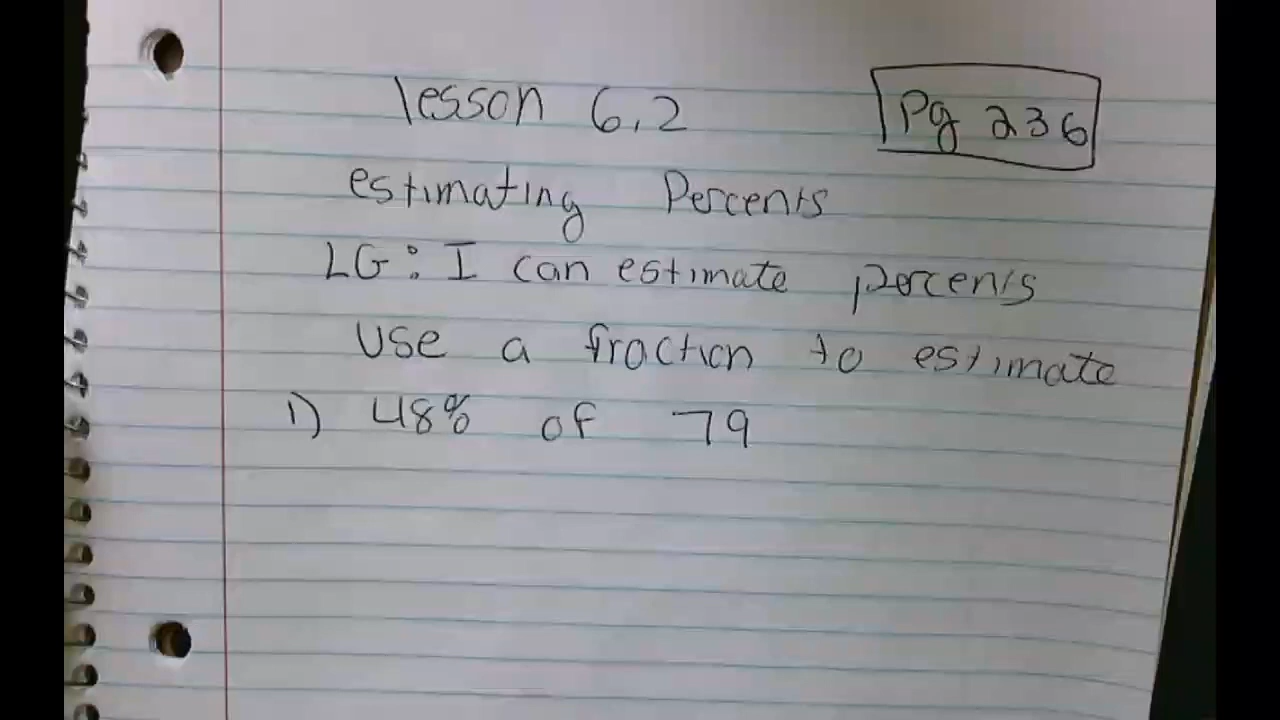 lesson 6.2
Pg 236
estimating Percents
LG: I can estimate percents
Use a fraction to estimate
1) 48% of 79